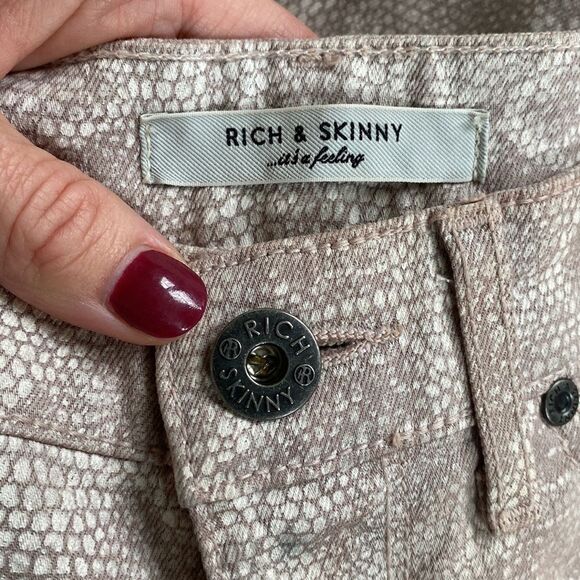 RICH & SKINNY
...it's a feeling
RICH
SKINNY